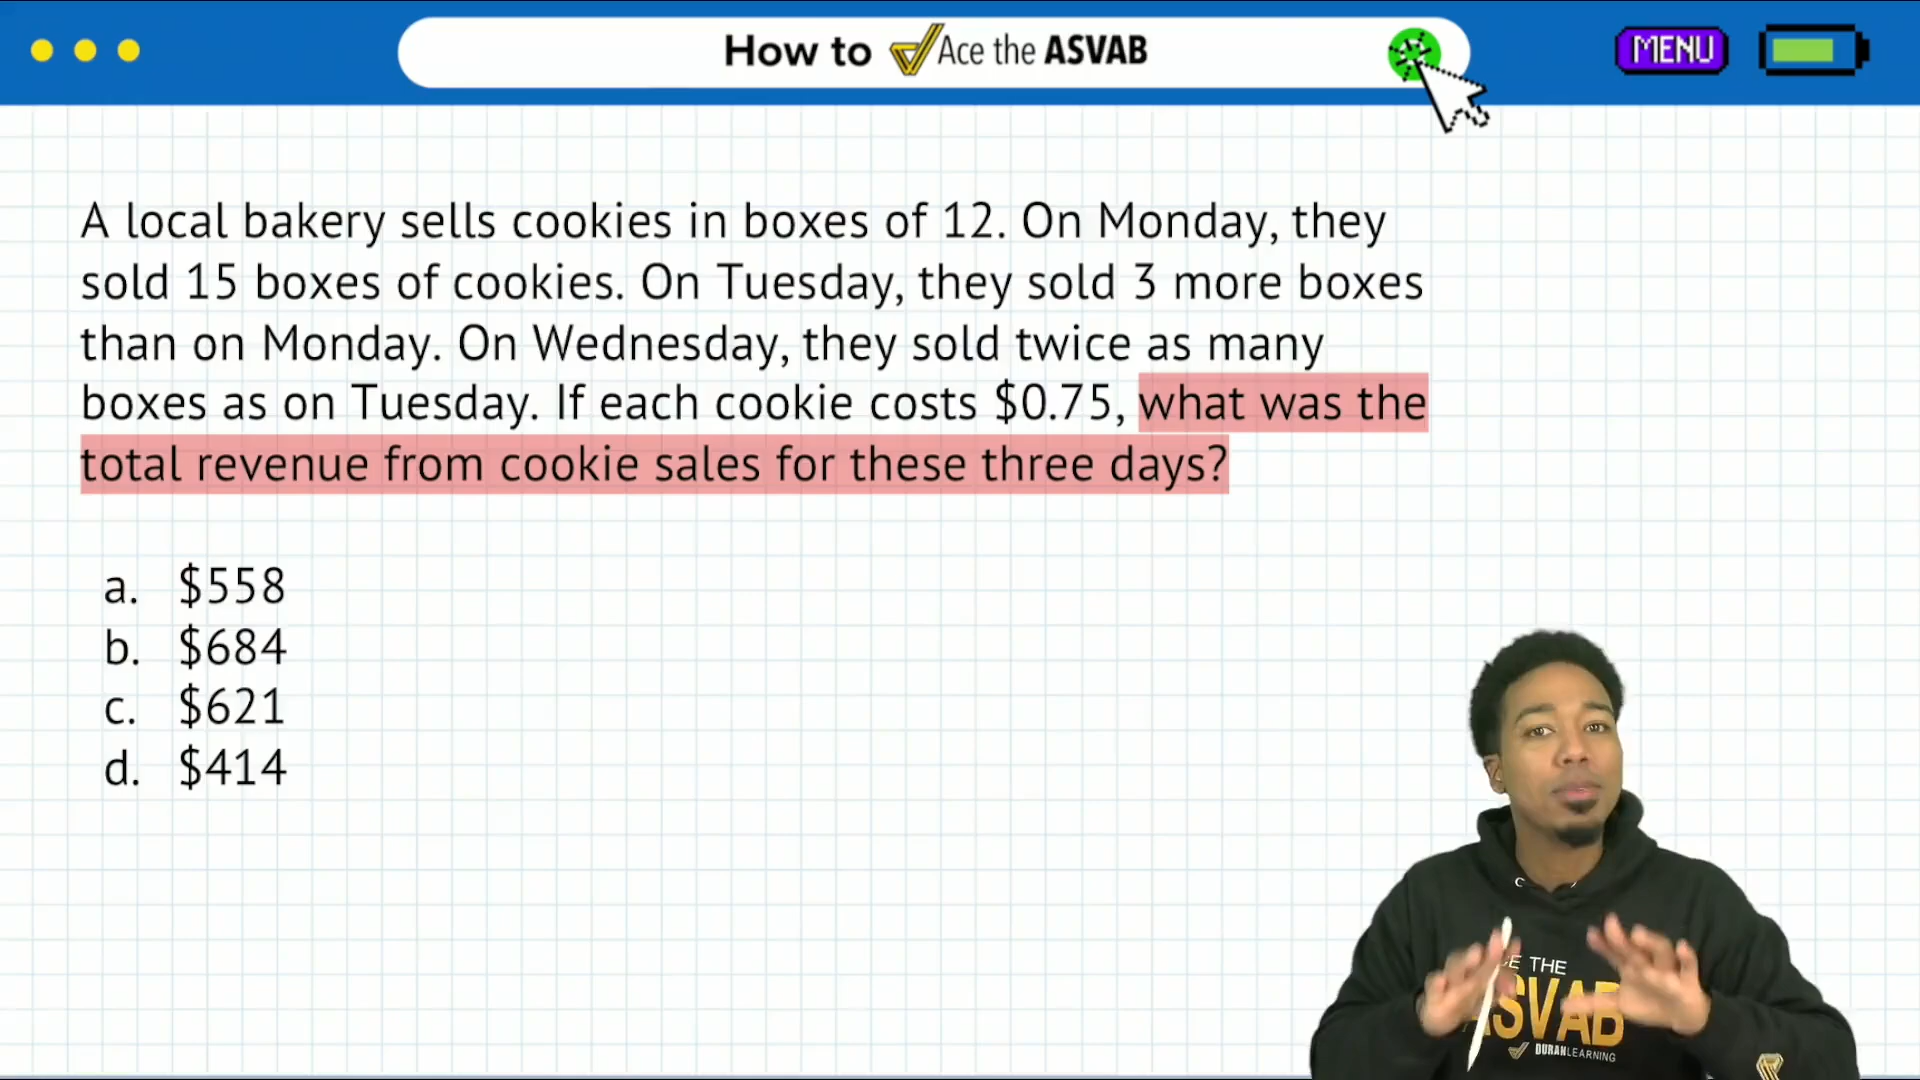 How to Ace the ASVAB
MENU
A local bakery sells cookies in boxes of 12. On Monday, they
sold 15 boxes of cookies. On Tuesday, they sold 3 more boxes
than on Monday. On Wednesday, they sold twice as many
boxes as on Tuesday. If each cookie costs $0.75, what was the
total revenue from cookie sales for these three days?
a. $558
b. $684
c. $621
d. $414
CE THE
ASVAB
DURANLEARNING